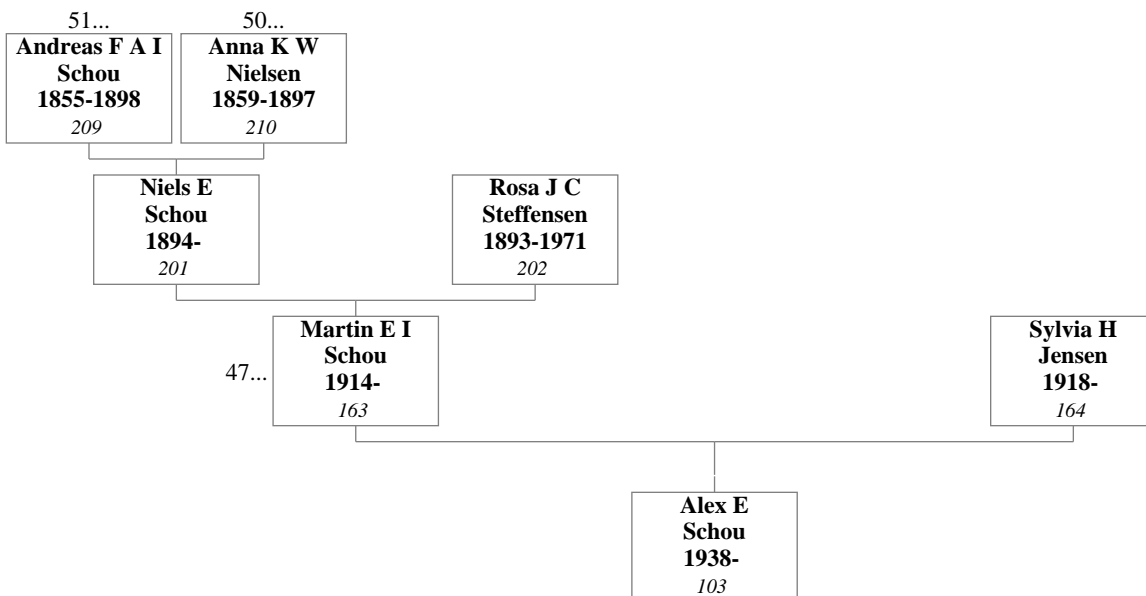 51...
50...
Andreas F A I
Schou
1855-1898
209
Anna K W
Nielsen
1859-1897
210
Niels E
Schou
1894-
201
Rosa J C
Steffensen
1893-1971
202
47...
Martin E I
Schou
1914-
163
Sylvia H
Jensen
1918-
164
Alex E
Schou
1938-
103